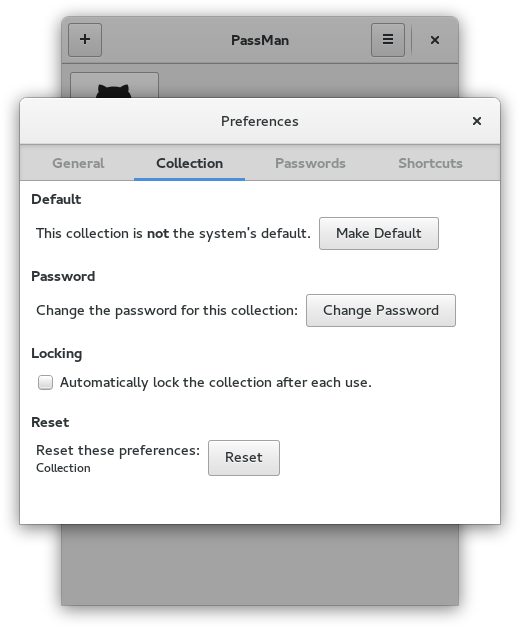 PassMan
Preferences
General Collection Passwords Shortcuts
Default
This collection is not the system's default. Make Default
Password
Change the password for this collection: Change Password
Locking
Automatically lock the collection after each use.
Reset
Reset these preferences: Reset
Collection